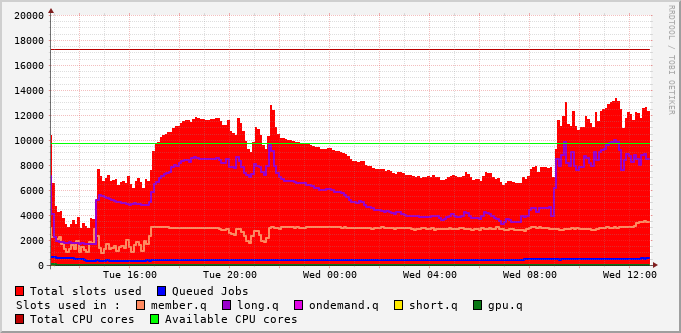 20000
18000
16000
14000
12000
10000
8000
6000
4000
2000
0
Tue 16:00 Tue 20:00 Wed 00:00 Wed 04:00 Wed 08:00 Wed 12:00
RRDTOOL / TOBI OETIKER
Total slots used Queued Jobs
Slots used in : member.q long.q ondemand.q short.q gpu.q
Total CPU cores Available CPU cores